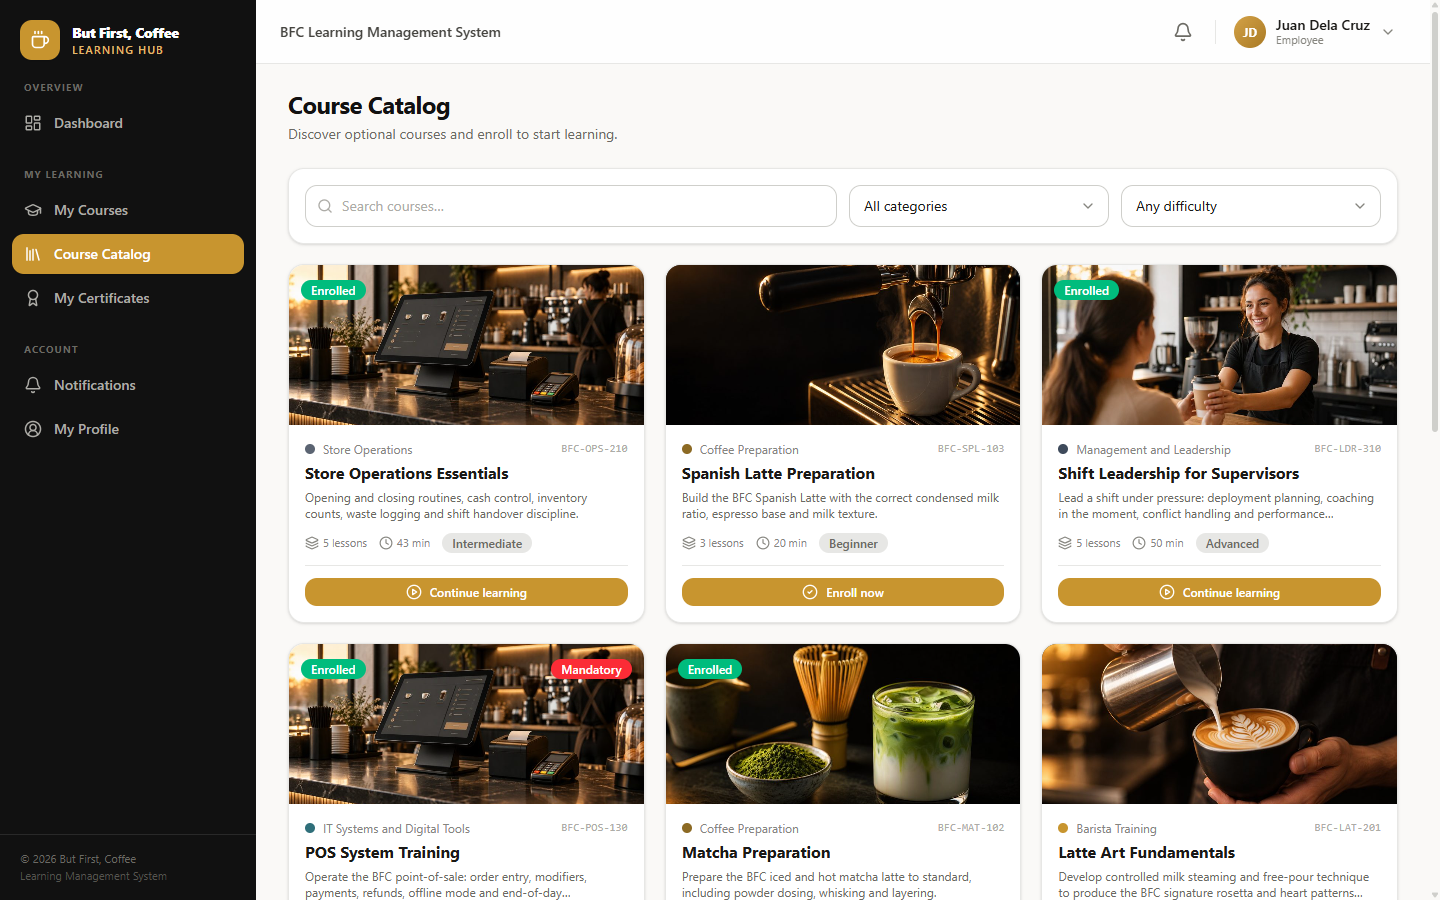 But First, Coffee
LEARNING HUB
OVERVIEW
Dashboard
MY LEARNING
My Courses
Course Catalog
My Certificates
ACCOUNT
Notifications
My Profile
© 2026 But First, Coffee
Learning Management System
BFC Learning Management System
JD
Juan Dela Cruz
Employee
Course Catalog
Discover optional courses and enroll to start learning.
Search courses...
All categories
Any difficulty
Enrolled
Store Operations
BFC-OPS-210
Store Operations Essentials
Opening and closing routines, cash control, inventory
counts, waste logging and shift handover discipline.
5 lessons
43 min
Intermediate
Continue learning
Coffee Preparation
BFC-SPL-103
Spanish Latte Preparation
Build the BFC Spanish Latte with the correct condensed milk
ratio, espresso base and milk texture.
3 lessons
20 min
Beginner
Enroll now
Enrolled
Management and Leadership
BFC-LDR-310
Shift Leadership for Supervisors
Lead a shift under pressure: deployment planning, coaching
in the moment, conflict handling and performance...
5 lessons
50 min
Advanced
Continue learning
Enrolled
Mandatory
IT Systems and Digital Tools
BFC-POS-130
POS System Training
Operate the BFC point-of-sale: order entry, modifiers,
payments, refunds, offline mode and end-of-day...
Enrolled
Coffee Preparation
BFC-MAT-102
Matcha Preparation
Prepare the BFC iced and hot matcha latte to standard,
including powder dosing, whisking and layering.
Barista Training
BFC-LAT-201
Latte Art Fundamentals
Develop controlled milk steaming and free-pour technique
to produce the BFC signature rosetta and heart patterns...